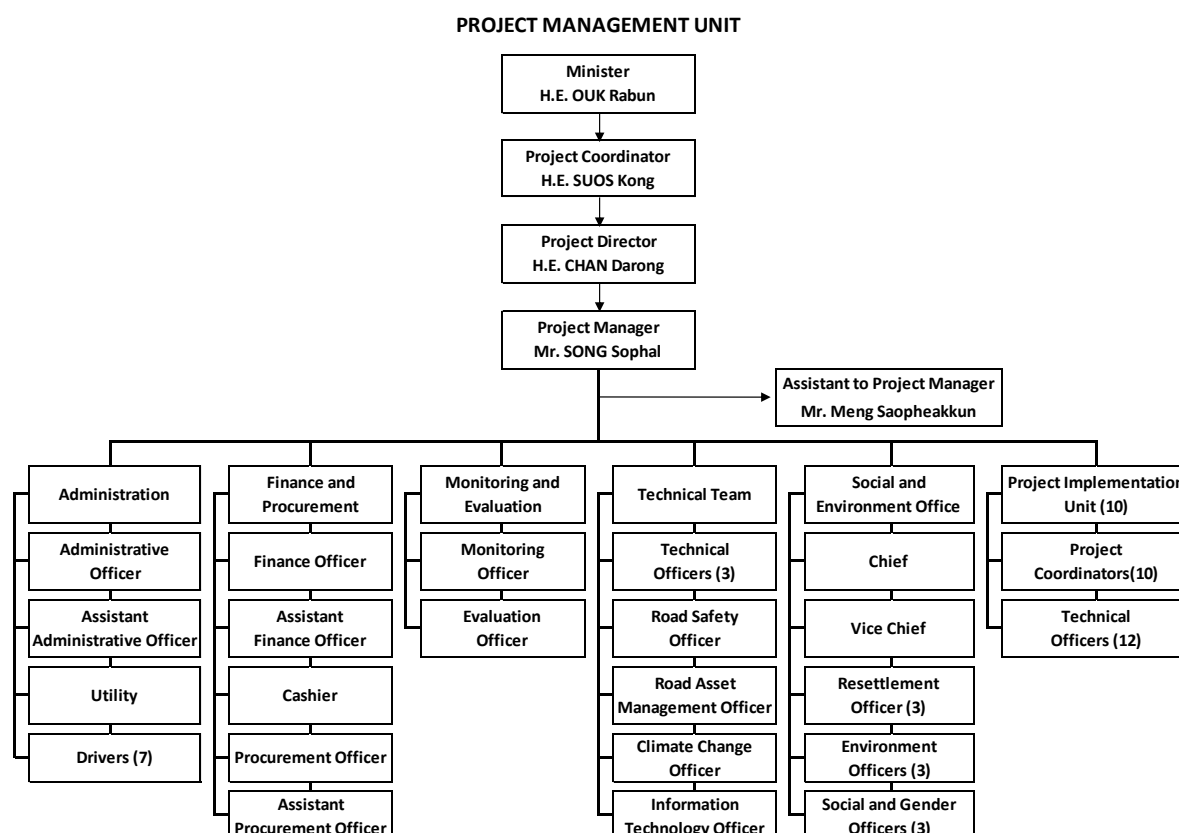 PROJECT MANAGEMENT UNIT
Minister
H.E. OUK Rabun
Project Coordinator
H.E. SUOS Kong
Project Director
H.E. CHAN Darong
Project Manager
Mr. SONG Sophal
Assistant to Project Manager
Mr. Meng Saopheakkun
Administration
Administrative
Officer
Assistant
Administrative Officer
Utility
Drivers (7)
Finance and
Procurement
Finance Officer
Assistant
Finance Officer
Cashier
Procurement Officer
Assistant
Procurement Officer
Monitoring and
Evaluation
Monitoring
Officer
Evaluation
Officer
Technical Team
Technical
Officers (3)
Road Safety
Officer
Road Asset
Management Officer
Climate Change
Officer
Information
Technology Officer
Social and
Environment Office
Chief
Vice Chief
Resettlement
Officer (3)
Environment
Officers (3)
Social and Gender
Officers (3)
Project Implementation
Unit (10)
Project
Coordinators(10)
Technical
Officers (12)